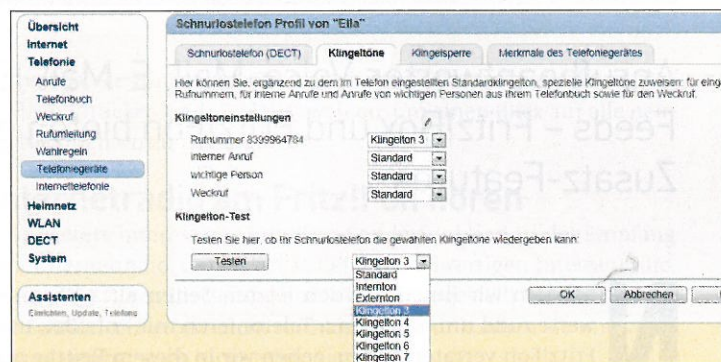 Übersicht
Internet
Telefonie
Anrufe
Telefonbuch
Weckruf
Rufumleitung
Wahlregeln
Telefoniegeräte
Internettelefonie
Heimnetz
WLAN
DECT
System
Assistenten
Einrichten, Update, Telefons
Schnurlostelefon Profil von "Ella"
Schnurlostelefon (DECT) Klingeltöne Klingelsperre Merkmale des Telefoniegerätes
Hier können Sie, ergänzend zu dem im Telefon eingestellten Standardklingelton, spezielle Klingeltöne zuweisen: für eing
Rufnummern, für interne Anrufe und Anrufe von wichtigen Personen aus Ihrem Telefonbuch sowie für den Weckruf.
Klingeltoneinstellungen
Rufnummer 8399964784 Klingelton 3
interner Anruf Standard
wichtige Person Standard
Weckruf Standard
Klingelton-Test
Testen Sie hier, ob Ihr Schnurlostelefon die gewählten Klingeltöne wiedergeben kann:
Testen Klingelton 3
Standard
Internton
Externton
Klingelton 3
Klingelton 4
Klingelton 5
Klingelton 6
Klingelton 7
OK Abbrechen